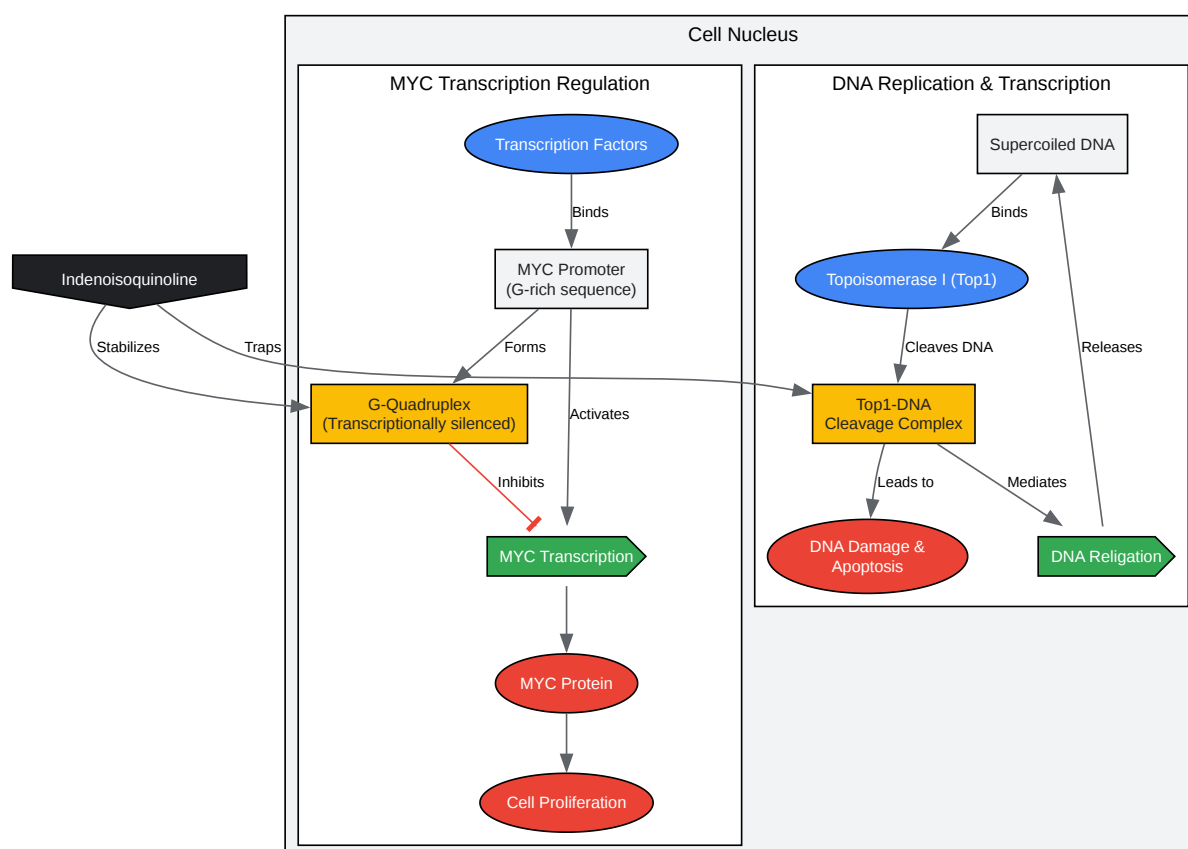 Cell Nucleus
MYC Transcription Regulation
DNA Replication & Transcription
Transcription Factors
Supercoiled DNA
Binds
Binds
Indenoisoquinoline
MYC Promoter
(G-rich sequence)
Topoisomerase I (Top1)
Stabilizes
Traps
Forms
Cleaves DNA
Releases
G-Quadruplex
(Transcriptionally silenced)
Activates
Top1-DNA
Cleavage Complex
Inhibits
Leads to
Mediates
MYC Transcription
DNA Damage &
Apoptosis
DNA Religation
MYC Protein
Cell Proliferation